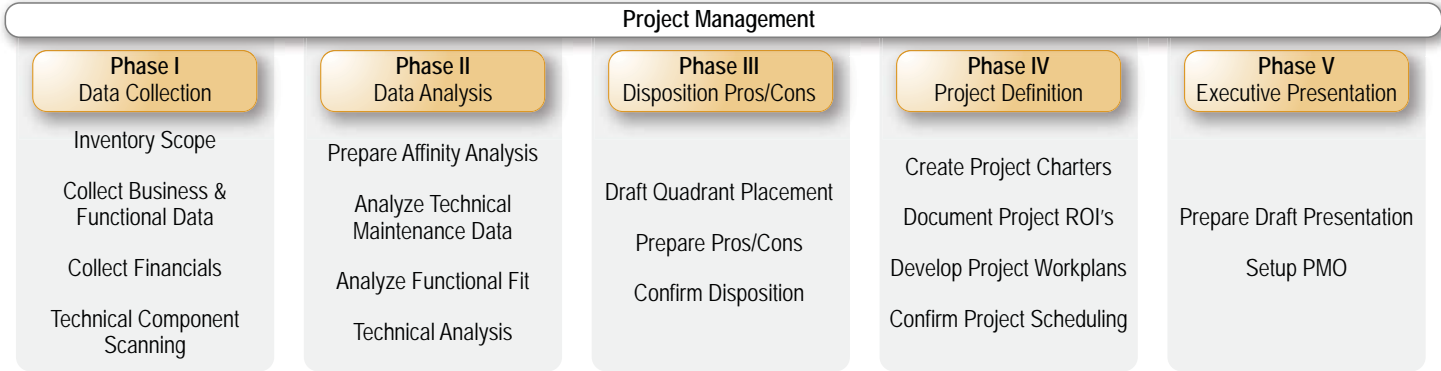 Project Management
Phase I
Data Collection
Inventory Scope
Collect Business &
Functional Data
Collect Financials
Technical Component
Scanning
Phase II
Data Analysis
Prepare Affinity Analysis
Analyze Technical
Maintenance Data
Analyze Functional Fit
Technical Analysis
Phase III
Disposition Pros/Cons
Draft Quadrant Placement
Prepare Pros/Cons
Confirm Disposition
Phase IV
Project Definition
Create Project Charters
Document Project ROI's
Develop Project Workplans
Confirm Project Scheduling
Phase V
Executive Presentation
Prepare Draft Presentation
Setup PMO